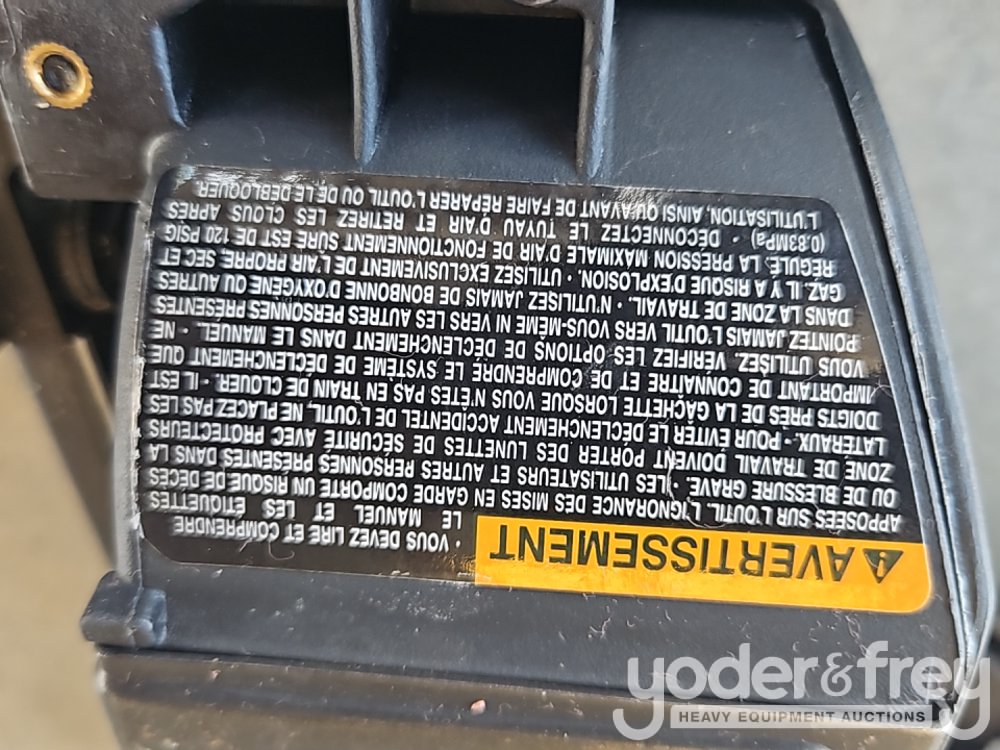 ⚠ AVERTISSEMENT
• VOUS DEVEZ LIRE ET COMPRENDRE
LE MANUEL ET LES ÉTIQUETTES
APPOSÉES SUR L'OUTIL. L'IGNORANCE DES MISES EN GARDE COMPORTE UN RISQUE DE DÉCÈS
OU DE BLESSURE GRAVE. • LES UTILISATEURS ET AUTRES PERSONNES PRÉSENTES DANS LA
ZONE DE TRAVAIL DOIVENT PORTER DES LUNETTES DE SÉCURITÉ AVEC PROTECTEURS
LATÉRAUX. • POUR ÉVITER LE DÉCLENCHEMENT ACCIDENTEL DE L'OUTIL, NE PLACEZ PAS LES
DOIGTS PRÈS DE LA GÂCHETTE LORSQUE VOUS N'ÊTES PAS EN TRAIN DE CLOUER. • IL EST
IMPORTANT DE CONNAÎTRE ET DE COMPRENDRE LE SYSTÈME DE DÉCLENCHEMENT QUE
VOUS UTILISEZ. VÉRIFIEZ LES OPTIONS DE DÉCLENCHEMENT DANS LE MANUEL. • NE
POINTEZ JAMAIS L'OUTIL VERS VOUS-MÊME NI VERS LES AUTRES PERSONNES PRÉSENTES
DANS LA ZONE DE TRAVAIL. • N'UTILISEZ JAMAIS DE BONBONNE D'OXYGÈNE OU AUTRES
GAZ. IL Y A RISQUE D'EXPLOSION. • UTILISEZ EXCLUSIVEMENT DE L'AIR PROPRE SEC ET
RÉGULÉ. LA PRESSION MAXIMALE D'AIR DE FONCTIONNEMENT SÛRE EST DE 120 PSIG
(0.83MPa) • DÉCONNECTEZ LE TUYAU D'AIR ET RETIREZ LES CLOUS APRÈS
L'UTILISATION, AINSI QU'AVANT DE FAIRE RÉPARER L'OUTIL OU DE LE DÉBLOQUER.
yoder&frey
HEAVY EQUIPMENT AUCTIONS